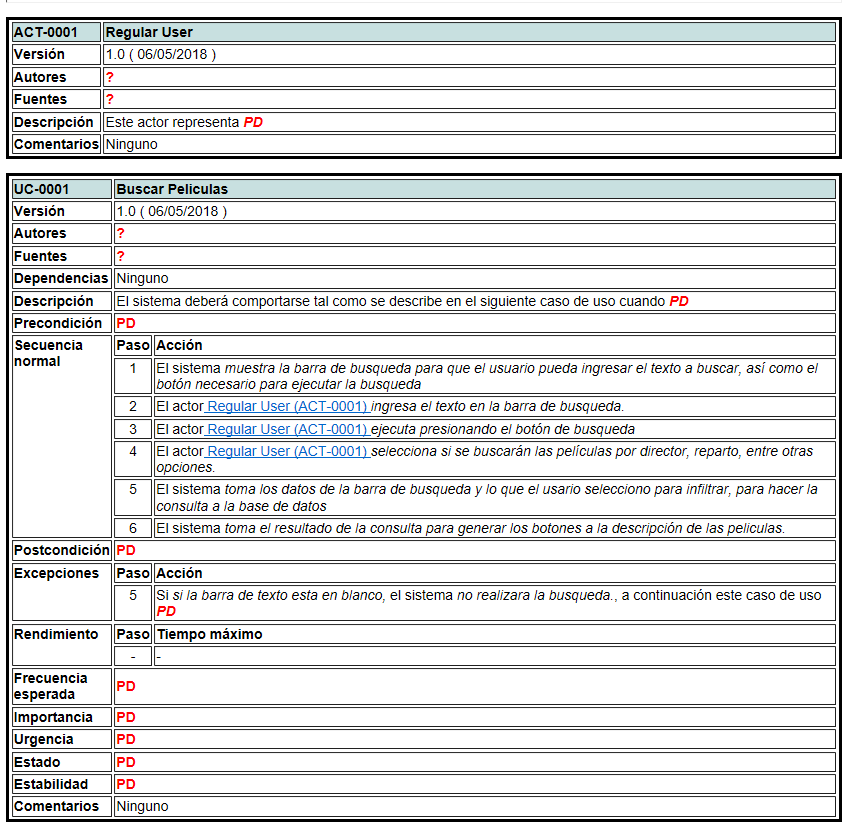 ACT-0001 Regular User
Versión 1.0 ( 06/05/2018 )
Autores ?
Fuentes ?
Descripción Este actor representa PD
Comentarios Ninguno
UC-0001 Buscar Peliculas
Versión 1.0 ( 06/05/2018 )
Autores ?
Fuentes ?
Dependencias Ninguno
Descripción El sistema deberá comportarse tal como se describe en el siguiente caso de uso cuando PD
Precondición PD
Secuencia normal
Paso Acción
1 El sistema muestra la barra de busqueda para que el usuario pueda ingresar el texto a buscar, así como el
botón necesario para ejecutar la busqueda
2 El actor Regular User (ACT-0001) ingresa el texto en la barra de busqueda.
3 El actor Regular User (ACT-0001) ejecuta presionando el botón de busqueda
4 El actor Regular User (ACT-0001) selecciona si se buscarán las películas por director, reparto, entre otras
opciones.
5 El sistema toma los datos de la barra de busqueda y lo que el usario selecciono para infiltrar, para hacer la
consulta a la base de datos
6 El sistema toma el resultado de la consulta para generar los botones a la descripción de las peliculas.
Postcondición PD
Excepciones Paso Acción
5 Si si la barra de texto esta en blanco, el sistema no realizara la busqueda., a continuación este caso de uso
PD
Rendimiento Paso Tiempo máximo
- -
Frecuencia
esperada PD
Importancia PD
Urgencia PD
Estado PD
Estabilidad PD
Comentarios Ninguno